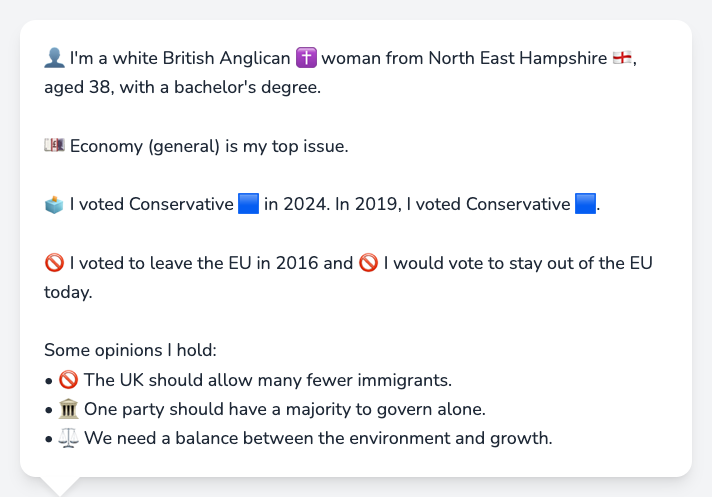 👤 I'm a white British Anglican ✝️ woman from North East Hampshire 🏴󠁧󠁢󠁥󠁮󠁧󠁿,
aged 38, with a bachelor's degree.
💷 Economy (general) is my top issue.
🗳️ I voted Conservative 🟦 in 2024. In 2019, I voted Conservative 🟦.
🚫 I voted to leave the EU in 2016 and 🚫 I would vote to stay out of the EU
today.
Some opinions I hold:
• 🚫 The UK should allow many fewer immigrants.
• 🏛️ One party should have a majority to govern alone.
• ⚖️ We need a balance between the environment and growth.